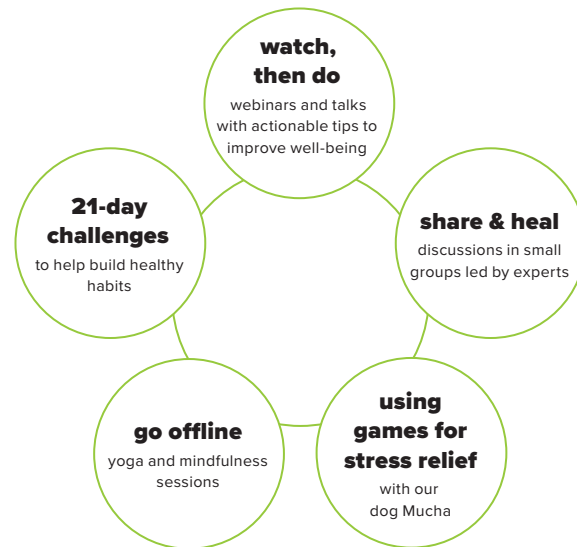 watch,
then do
webinars and talks
with actionable tips to
improve well-being
21-day
challenges
to help build healthy
habits
share & heal
discussions in small
groups led by experts
go offline
yoga and mindfulness
sessions
using
games for
stress relief
with our
dog Mucha